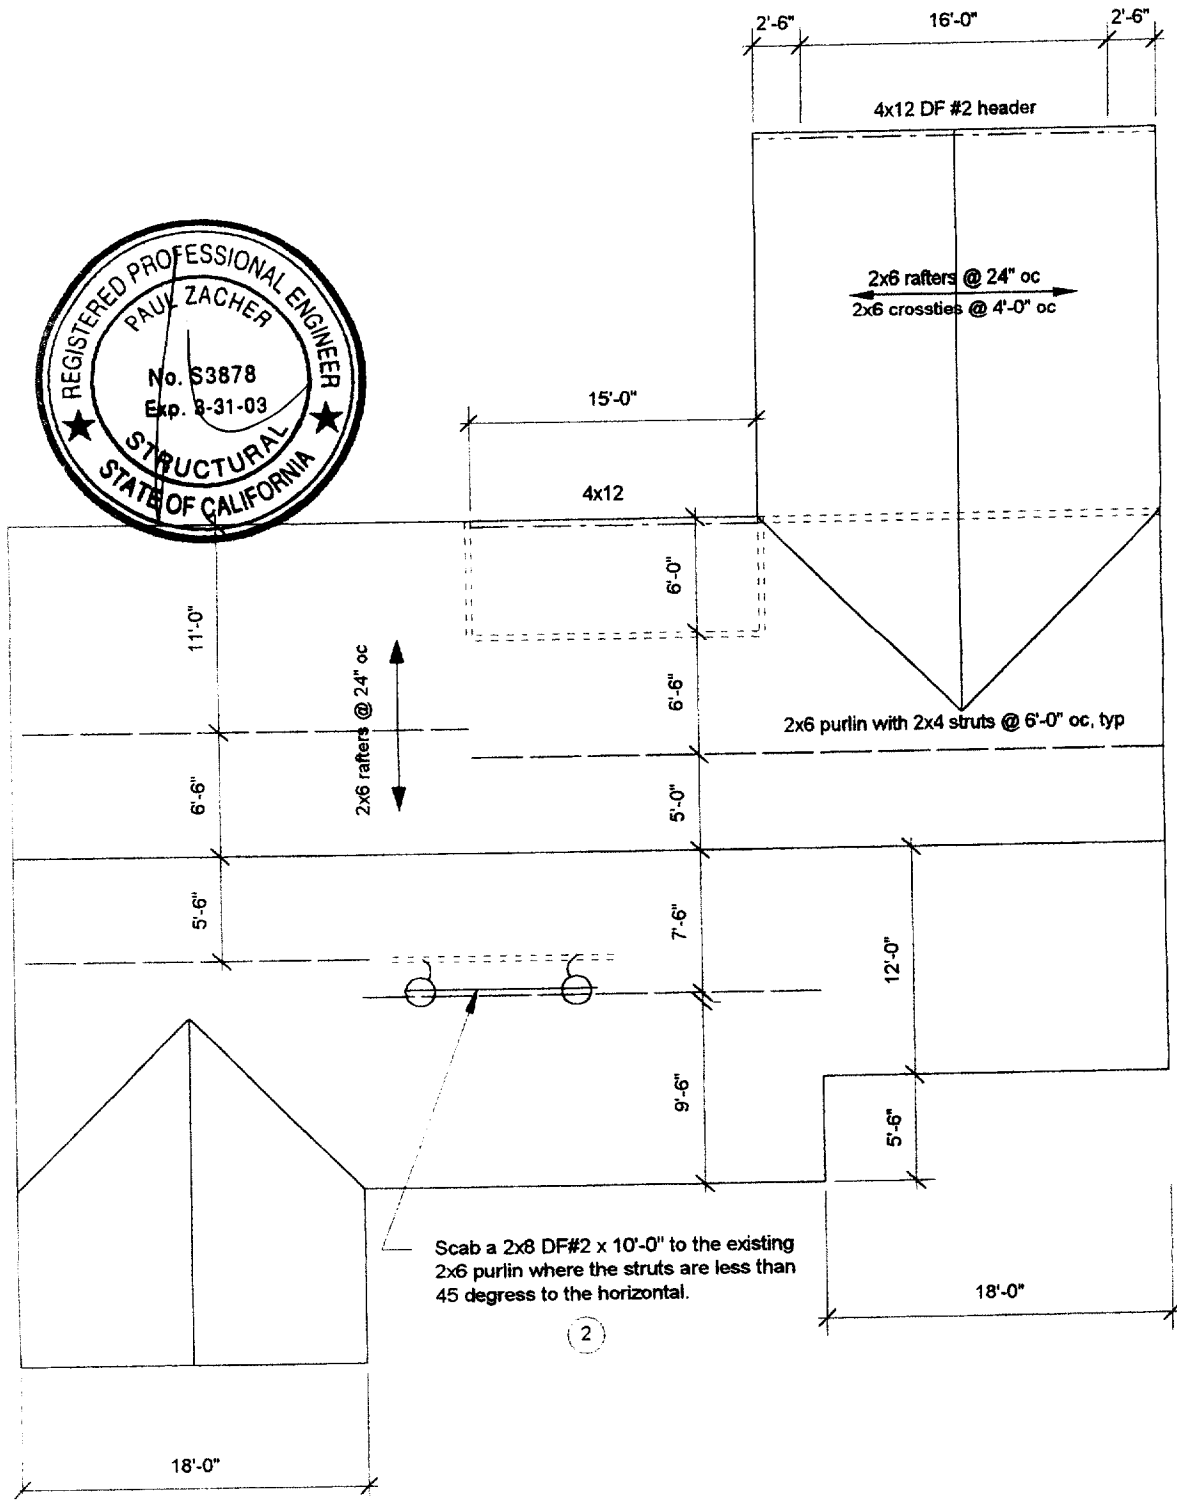 2'-6"
16'-0"
2'-6"
4x12 DF #2 header
2x6 rafters @ 24" oc
2x6 crossties @ 4'-0" oc
REGISTERED PROFESSIONAL ENGINEER
PAUL ZACHER
No. S3878
Exp. 3-31-03
STRUCTURAL
STATE OF CALIFORNIA
15'-0"
4x12
11'-0"
6'-0"
2x6 rafters @ 24" oc
6'-6"
2x6 purlin with 2x4 struts @ 6'-0" oc, typ
6'-6"
5'-0"
5'-6"
7'-6"
12'-0"
9'-6"
5'-6"
Scab a 2x8 DF#2 x 10'-0" to the existing
2x6 purlin where the struts are less than
45 degress to the horizontal.
2
18'-0"
18'-0"